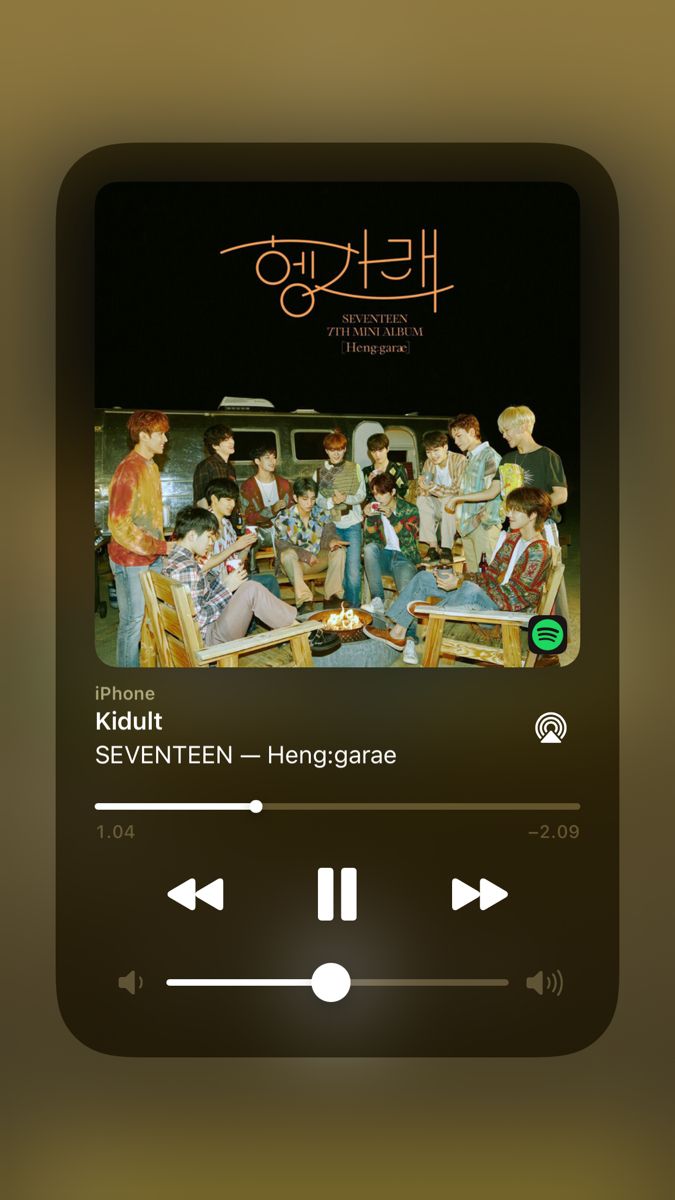 헹가래
SEVENTEEN
7TH MINI ALBUM
[Heng:garæ]
iPhone
Kidult
SEVENTEEN — Heng:garae
1.04
−2.09